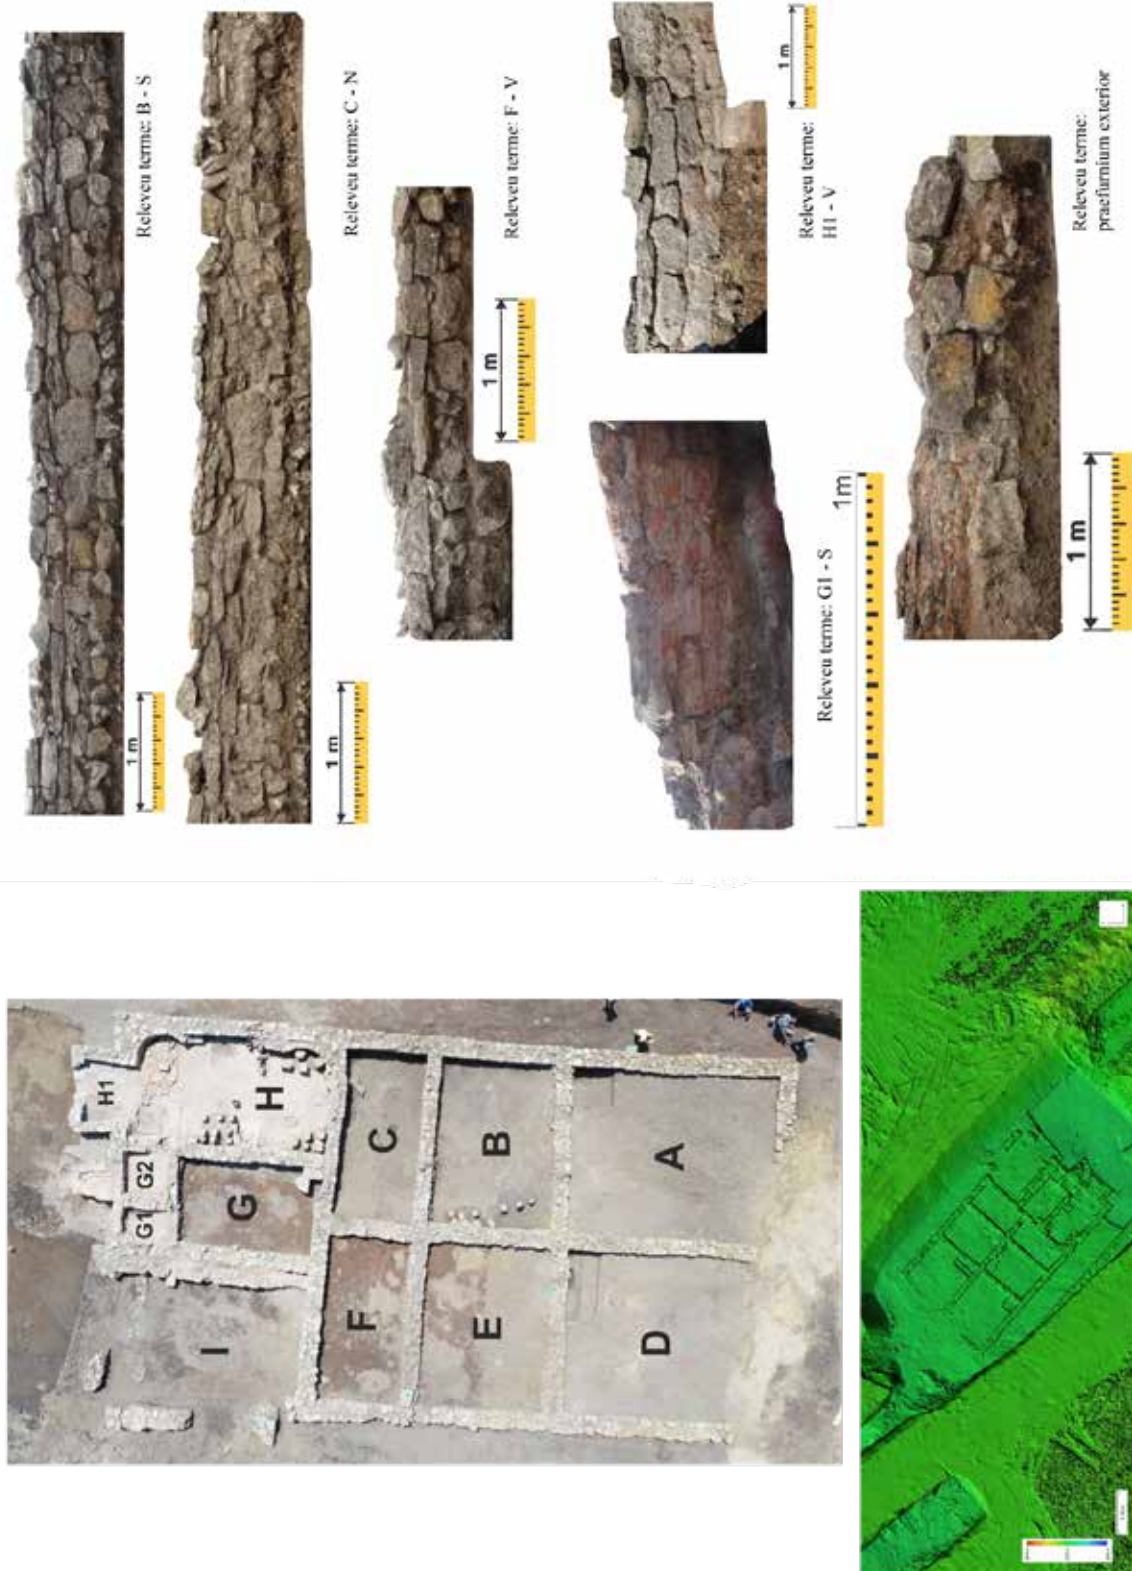 1 m
Releveu terme: B - S
1 m
Releveu terme: C - N
1 m
Releveu terme: F - V
1 m
Releveu terme:
H1 - V
1m
Releveu terme: G1 - S
1 m
Releveu terme:
praefurnium exterior
H1
H
G2
G1
G
I
C
F
B
E
A
D